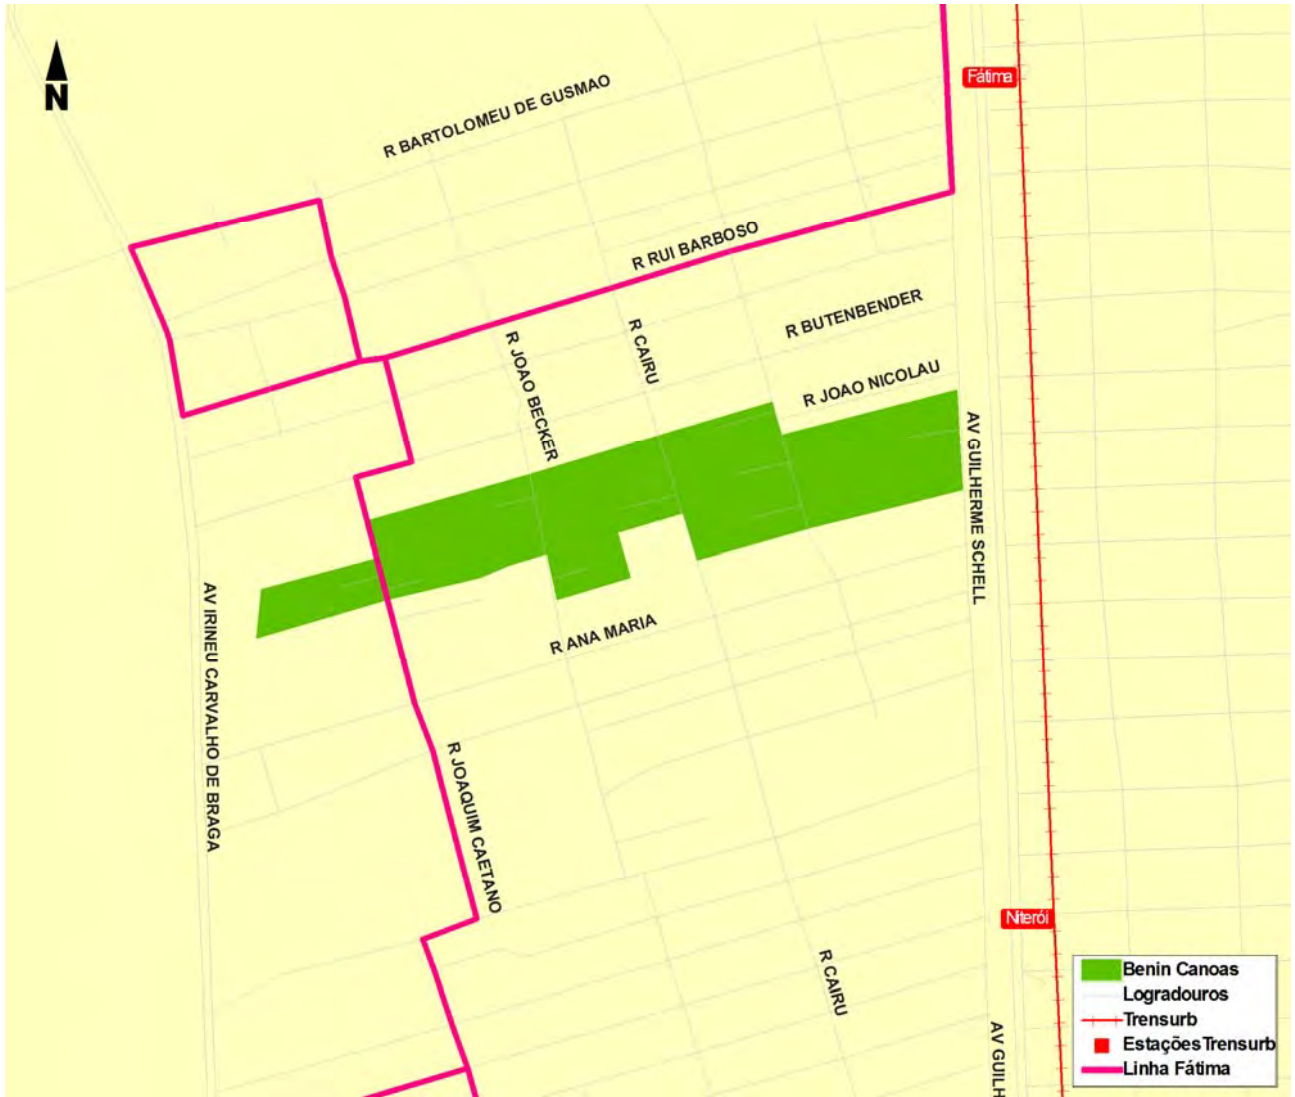 Fátima
R BARTOLOMEU DE GUSMAO
N
R RUI BARBOSO
R BUTENBENDER
R JOAO BECKER
R CAIRU
R JOAO NICOLAU
AV GUILHERME SCHELL
AV IRINEU CARVALHO DE BRAGA
R ANA MARIA
R JOAQUIM CAETANO
Niterói
R CAIRU
AV GUILH
Benin Canoas
Logradouros
Trensurb
Estações Trensurb
Linha Fátima